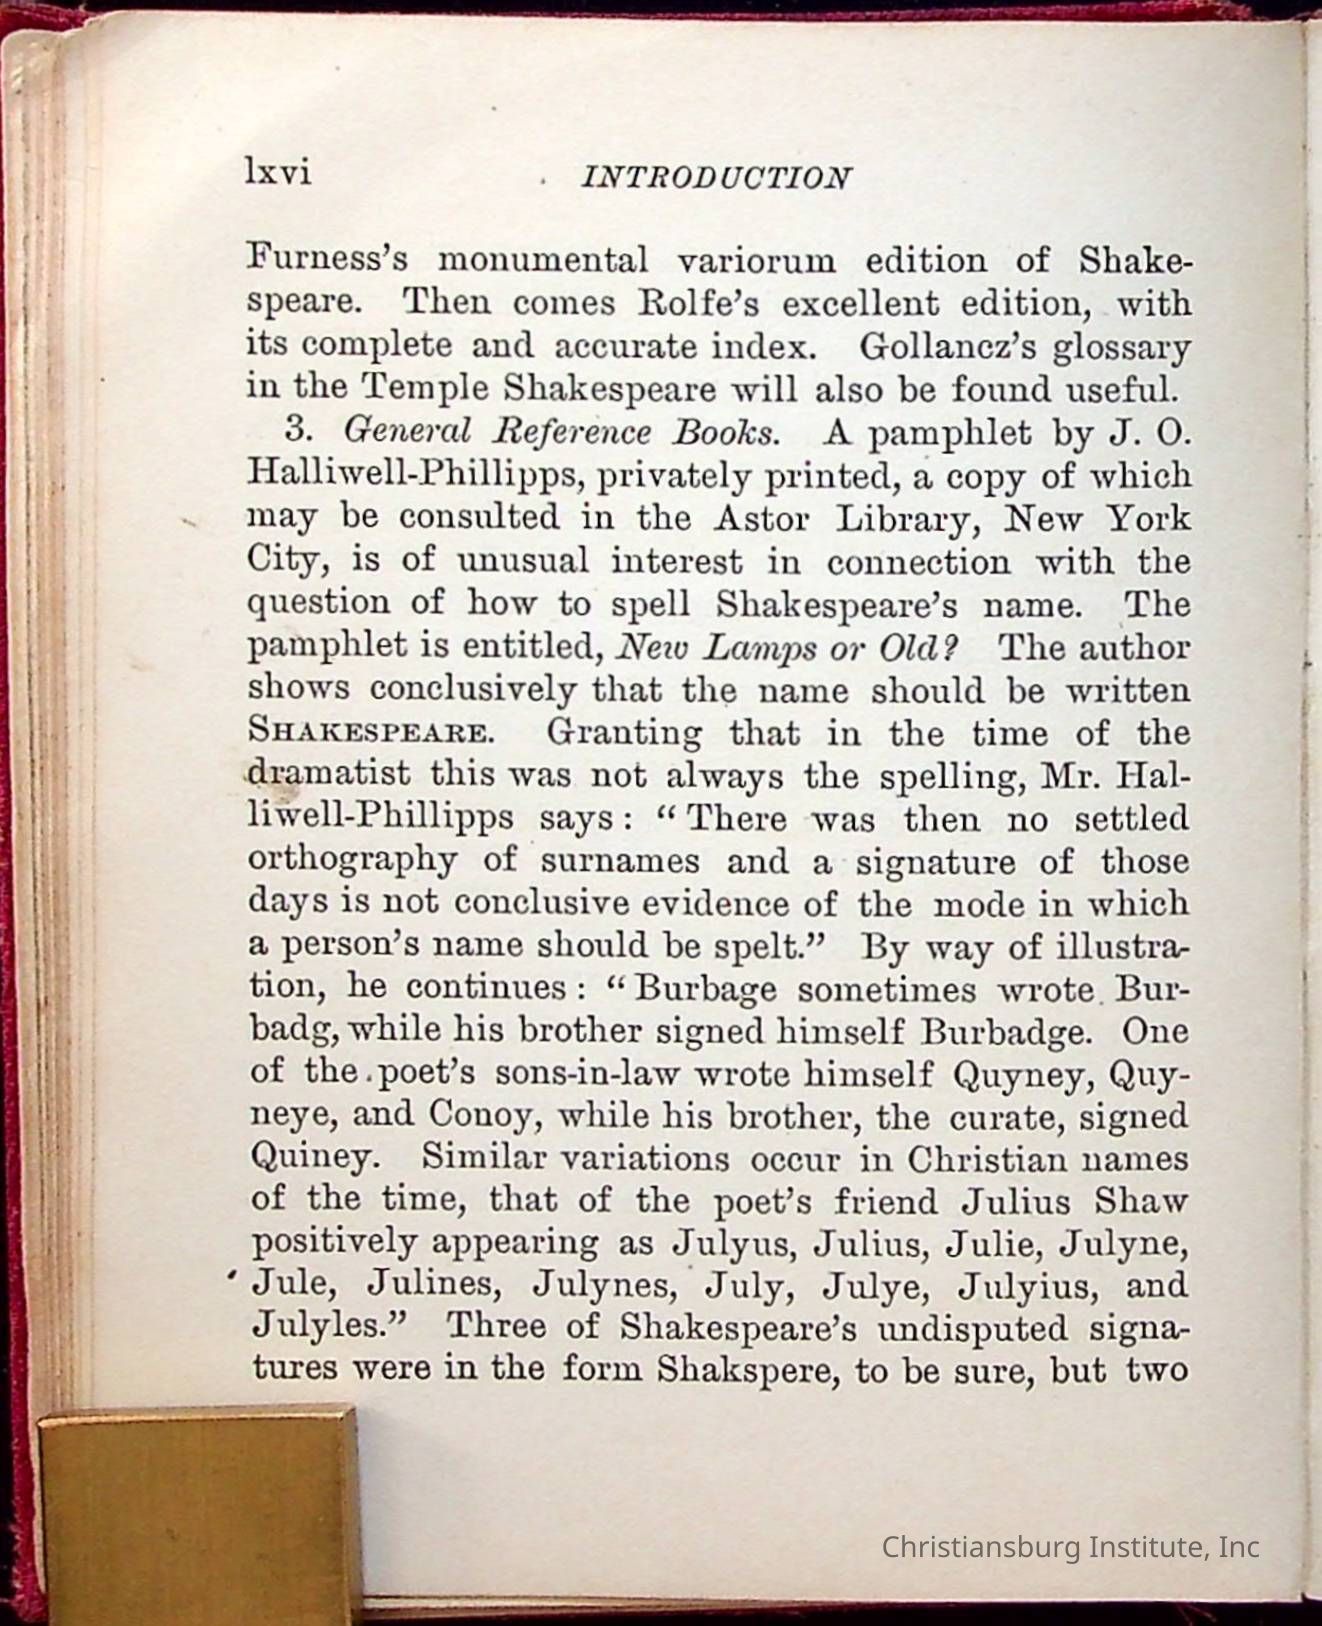 lxvi
INTRODUCTION
Furness's monumental variorum edition of Shake-
speare. Then comes Rolfe's excellent edition, with
its complete and accurate index. Gollancz's glossary
in the Temple Shakespeare will also be found useful.
3. General Reference Books. A pamphlet by J. O.
Halliwell-Phillipps, privately printed, a copy of which
may be consulted in the Astor Library, New York
City, is of unusual interest in connection with the
question of how to spell Shakespeare's name. The
pamphlet is entitled, New Lamps or Old? The author
shows conclusively that the name should be written
SHAKESPEARE. Granting that in the time of the
dramatist this was not always the spelling, Mr. Hal-
liwell-Phillipps says: “There was then no settled
orthography of surnames and a signature of those
days is not conclusive evidence of the mode in which
a person's name should be spelt.” By way of illustra-
tion, he continues: “Burbage sometimes wrote Bur-
badg, while his brother signed himself Burbadge. One
of the poet's sons-in-law wrote himself Quyney, Quy-
neye, and Conoy, while his brother, the curate, signed
Quiney. Similar variations occur in Christian names
of the time, that of the poet's friend Julius Shaw
positively appearing as Julyus, Julius, Julie, Julyne,
Jule, Julines, Julynes, July, Julye, Julyius, and
Julyles.” Three of Shakespeare's undisputed signa-
tures were in the form Shakspere, to be sure, but two
Christiansburg Institute, Inc